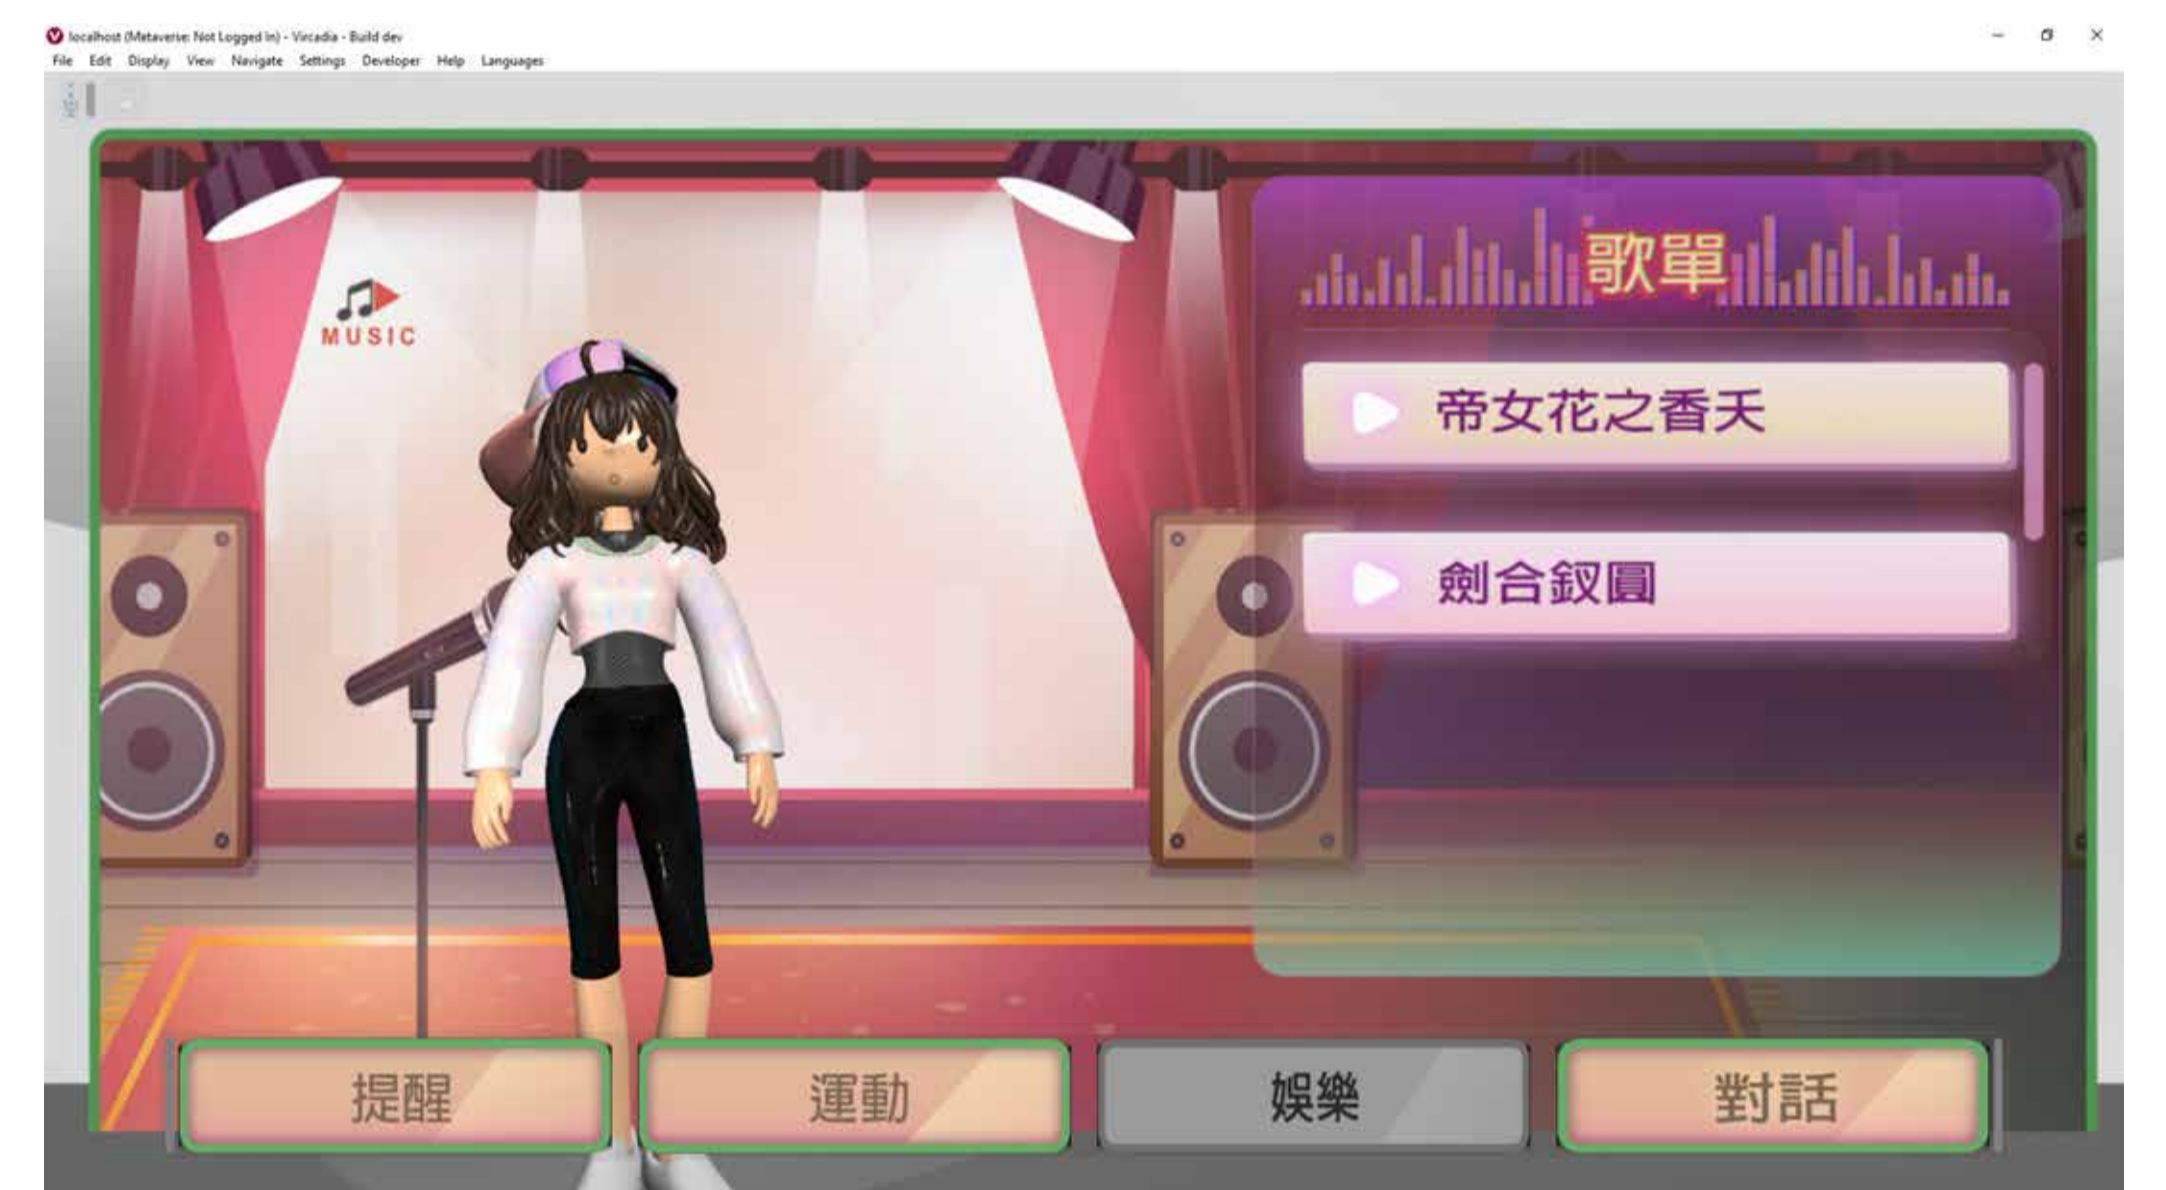 localhost (Metaverse: Not Logged In) - Vircadia - Build dev
File Edit Display View Navigate Settings Developer Help Languages
MUSIC
歌單
帝女花之香夭
劍合釵圓
提醒 運動 娛樂 對話